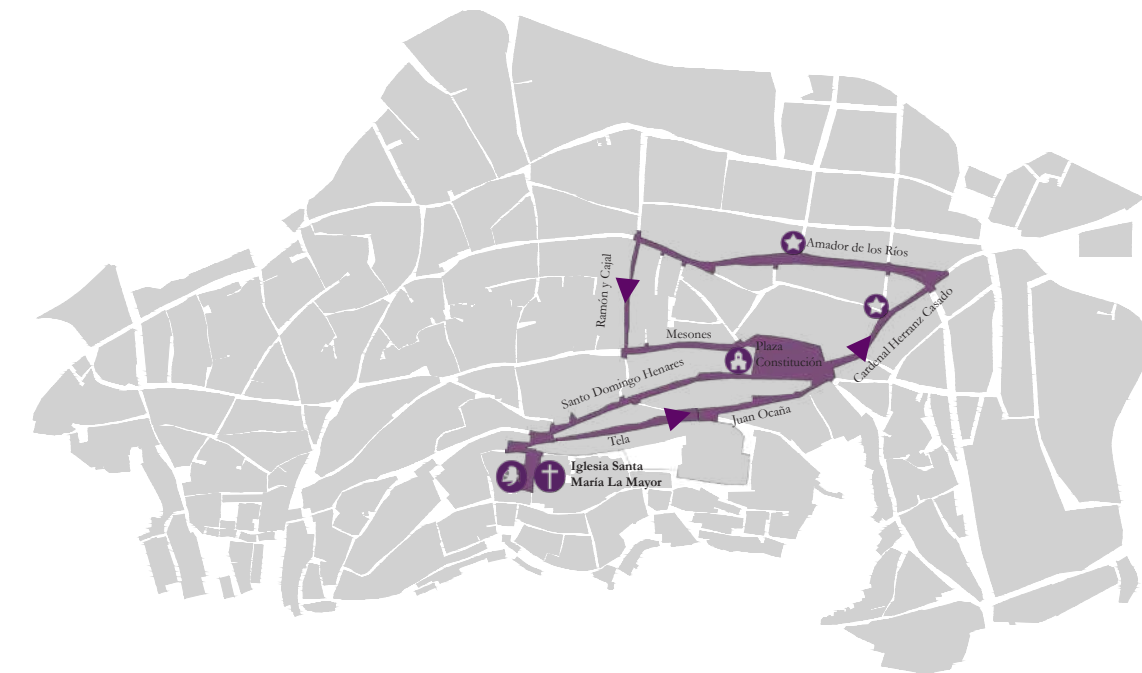 Amador de los Ríos
Ramón y Cajal
Cardenal Herranz Casado
Mesones
Plaza
Constitución
Santo Domingo Henares
Juan Ocaña
Tela
Iglesia Santa
María La Mayor